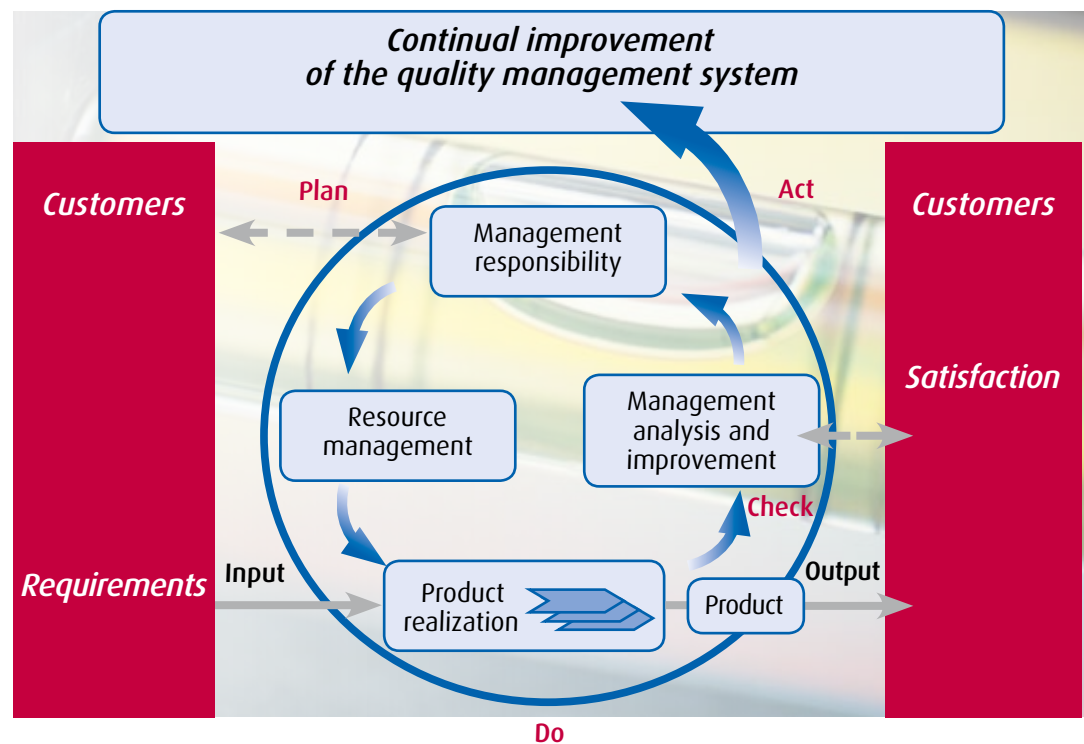 Continual improvement
of the quality management system
Customers
Plan
Act
Customers
Management
responsibility
Satisfaction
Resource
management
Management
analysis and
improvement
Check
Requirements
Input
Product
realization
Product
Output
Do